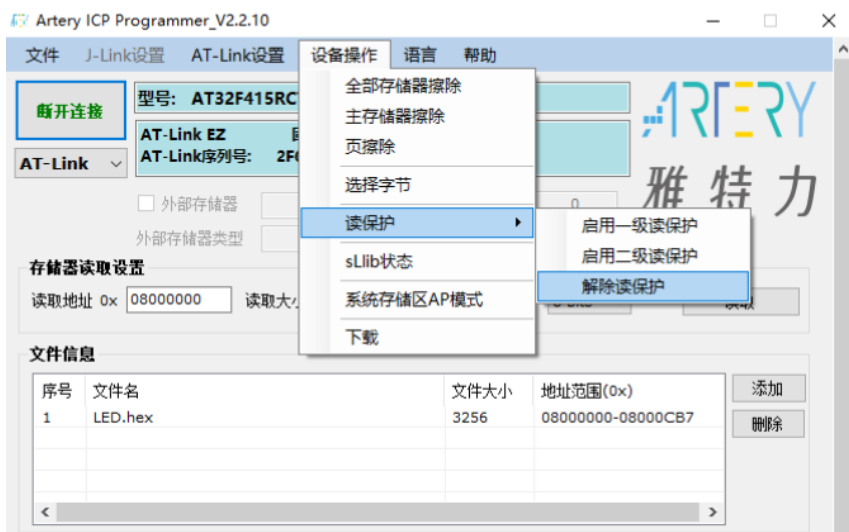 Artery ICP Programmer_V2.2.10
文件 J-Link设置 AT-Link设置 设备操作 语言 帮助
断开连接
型号: AT32F415RC
AT-Link EZ
AT-Link序列号: 2F
AT-Link
ARTERY
雅特力
全部存储器擦除
主存储器擦除
页擦除
选择字节
读保护
sLlib状态
系统存储区AP模式
下载
启用一级读保护
启用二级读保护
解除读保护
外部存储器
0
外部存储器类型
存储器读取设置
读取地址 0x 08000000 读取大
读取
文件信息
序号 文件名 文件大小 地址范围(0x)
1 LED.hex 3256 08000000-08000CB7
添加
删除